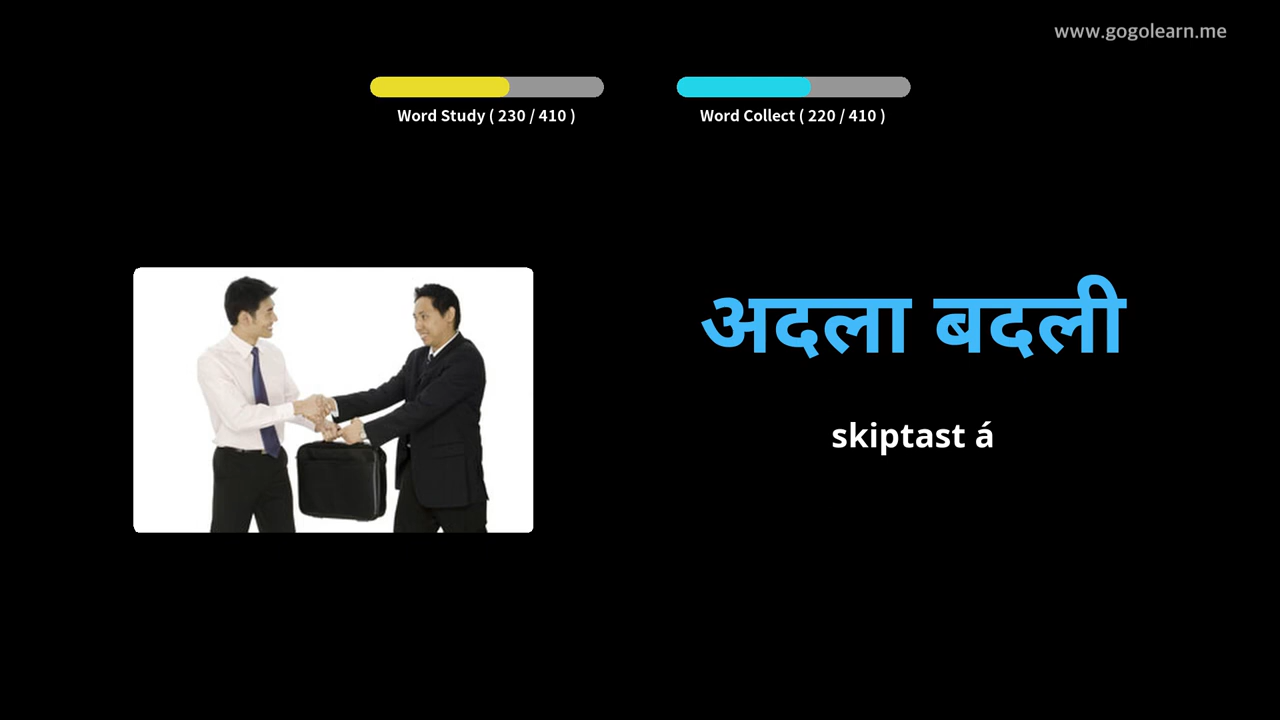 www.gogolearn.me
Word Study ( 230 / 410 )
Word Collect ( 220 / 410 )
अदला बदली
skiptast á